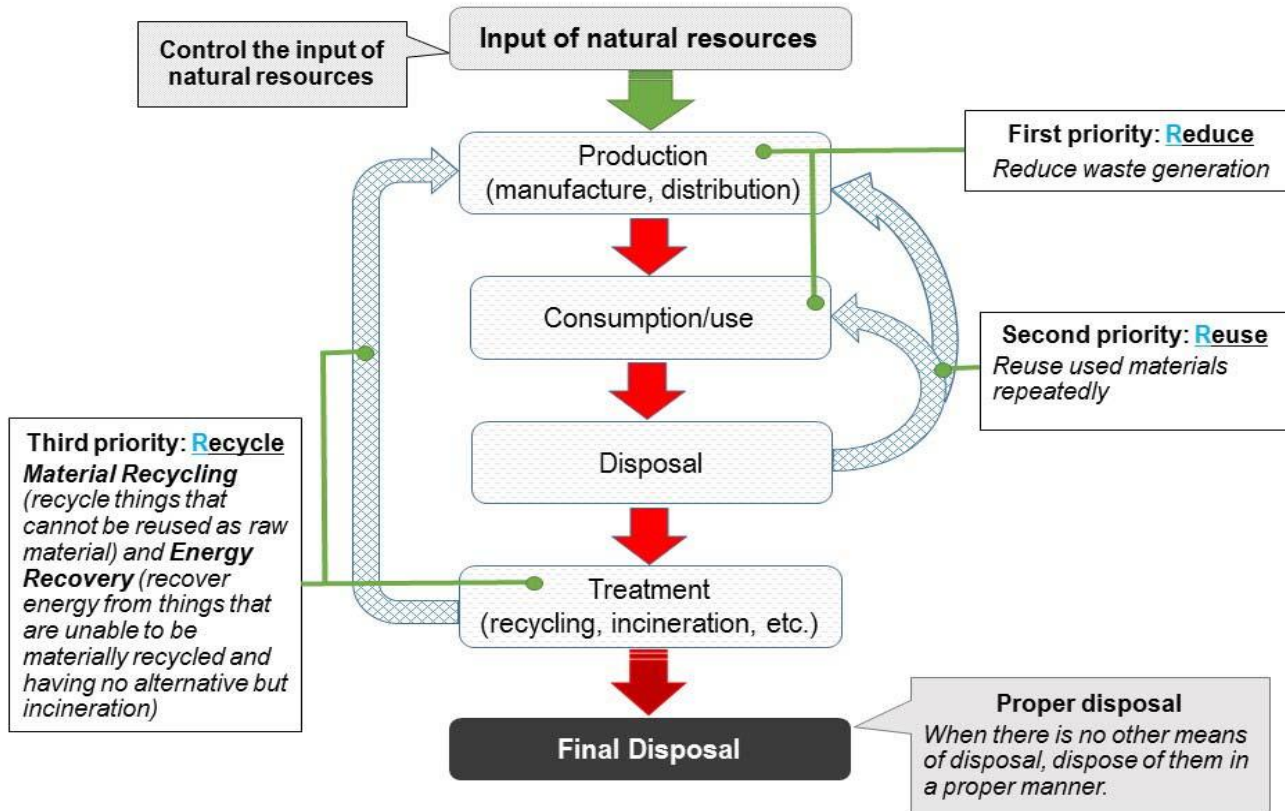 Control the input of
natural resources
Input of natural resources
Production
(manufacture, distribution)
First priority: Reduce
Reduce waste generation
Consumption/use
Second priority: Reuse
Reuse used materials
repeatedly
Disposal
Third priority: Recycle
Material Recycling
(recycle things that
cannot be reused as raw
material) and Energy
Recovery (recover
energy from things that
are unable to be
materially recycled and
having no alternative but
incineration)
Treatment
(recycling, incineration, etc.)
Final Disposal
Proper disposal
When there is no other means
of disposal, dispose of them in
a proper manner.